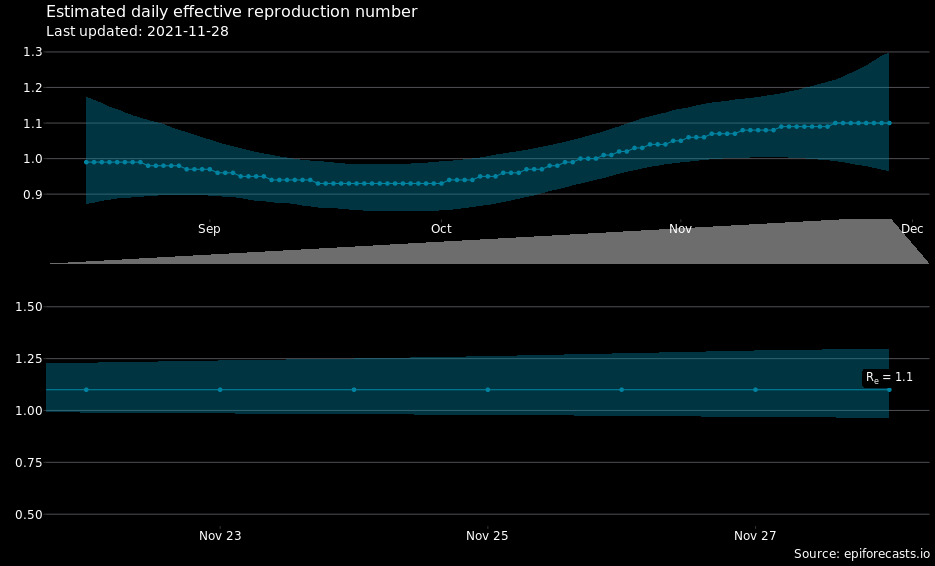 Estimated daily effective reproduction number
Last updated: 2021-11-28
1.3
1.2
1.1
1.0
0.9
Sep Oct Nov Dec
1.50
1.25
Re = 1.1
1.00
0.75
0.50
Nov 23 Nov 25 Nov 27
Source: epiforecasts.io